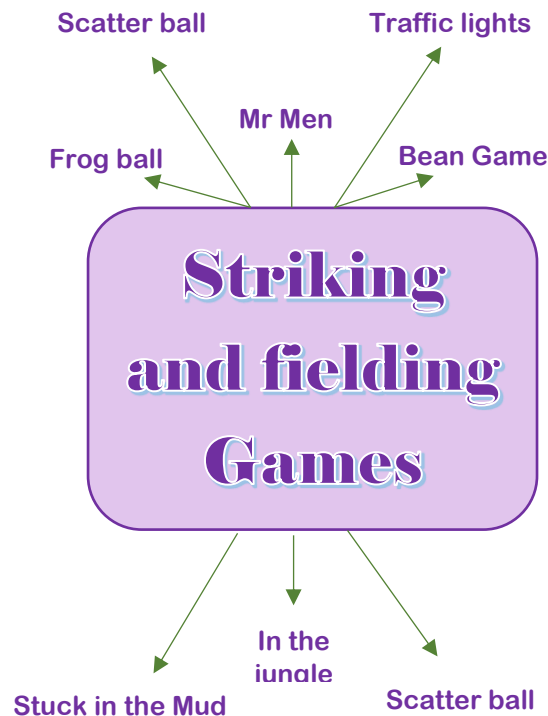 Scatter ball
Traffic lights
Mr Men
Frog ball
Bean Game
Striking
and fielding
Games
In the
jungle
Stuck in the Mud
Scatter ball